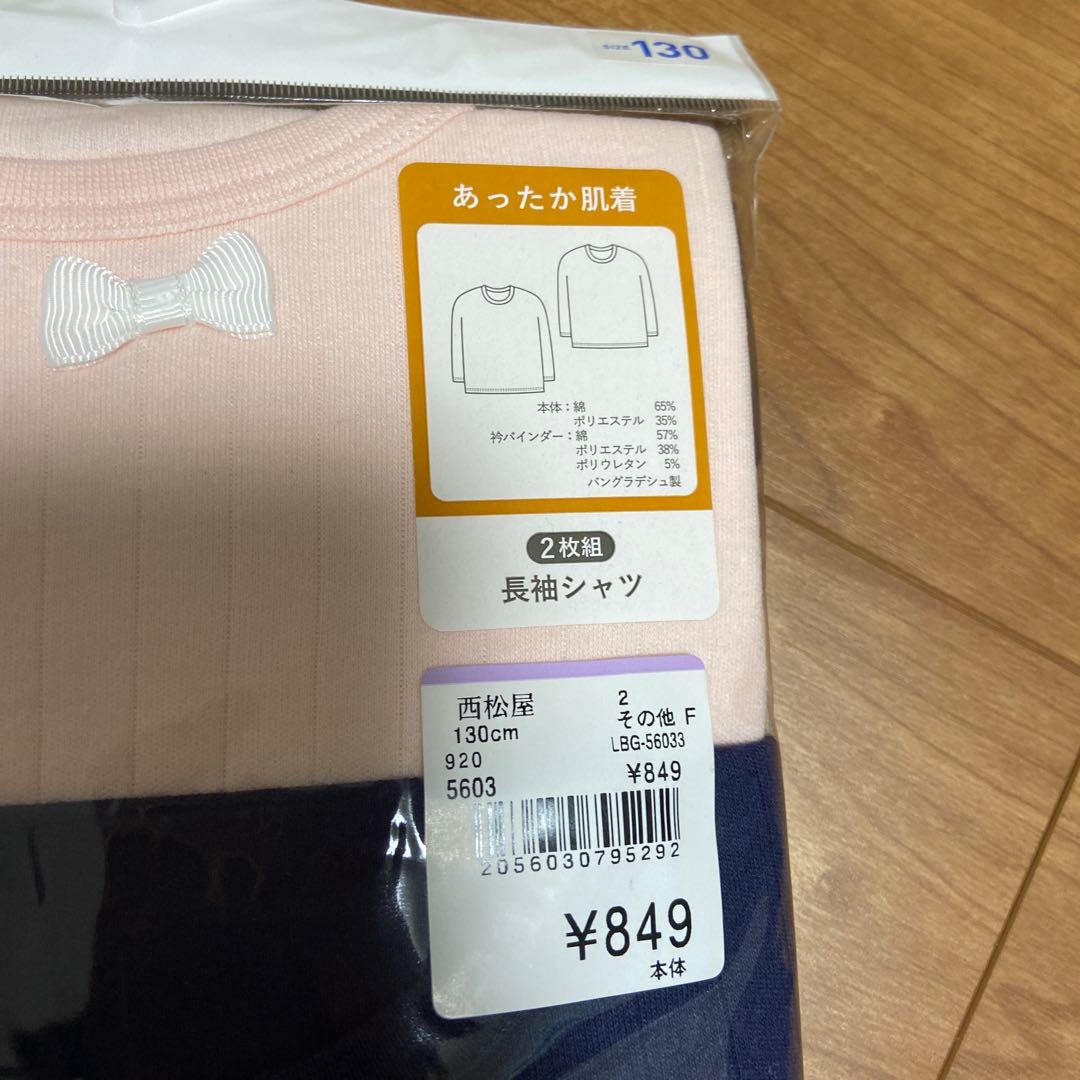 size 130
あったか肌着
本体：綿 65%
ポリエステル 35%
衿バインダー：綿 57%
ポリエステル 38%
ポリウレタン 5%
バングラデシュ製
2枚組
長袖シャツ
西松屋 2
130cm その他 F
920 LBG-56033
5603 ¥849
2056030795292
¥849
本体